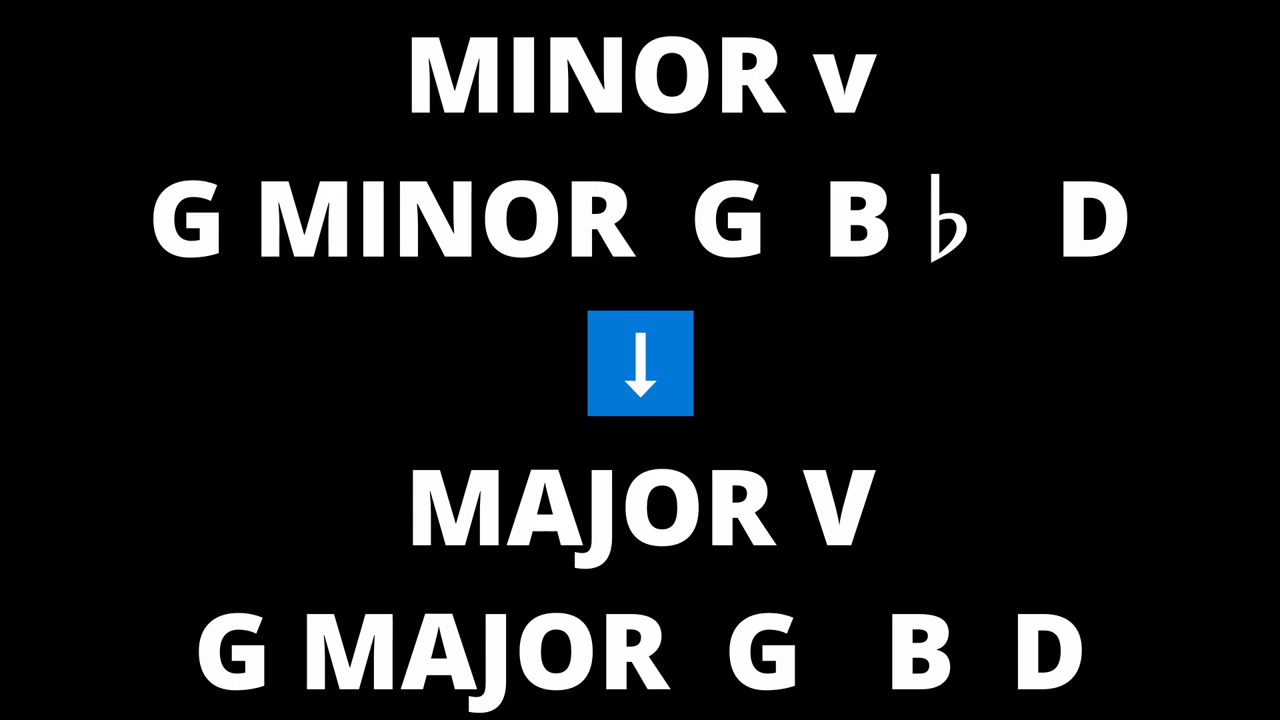 MINOR v
G MINOR G B♭ D
↓
MAJOR V
G MAJOR G B D